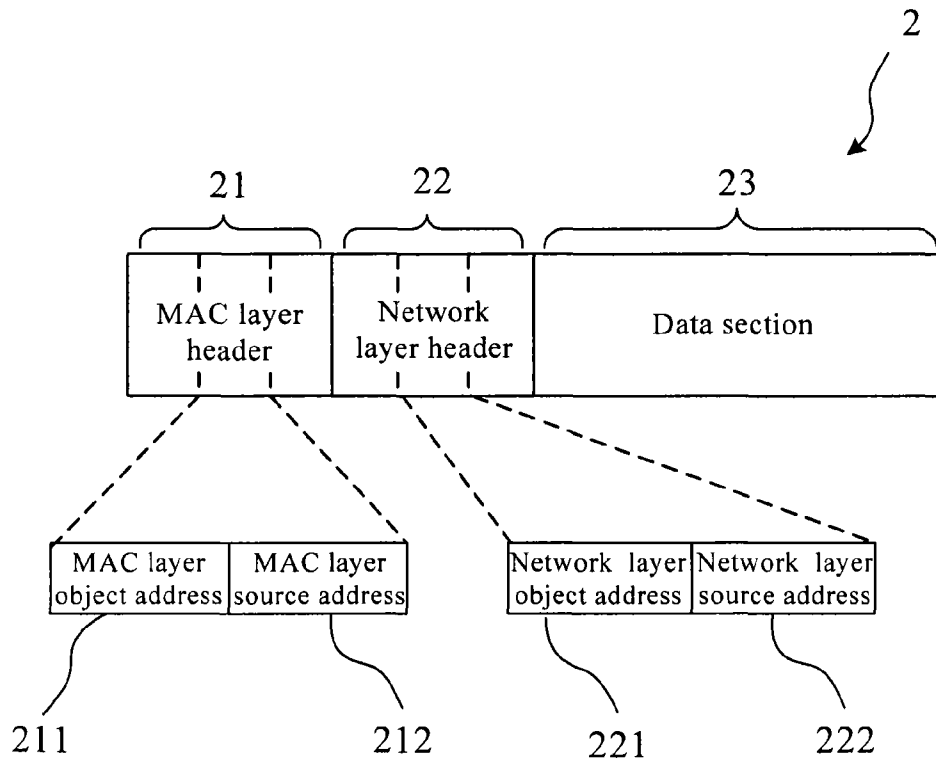 2
21
22
23
MAC layer
header
Network
layer header
Data section
MAC layer
object address
MAC layer
source address
Network layer
object address
Network layer
source address
211
212
221
222